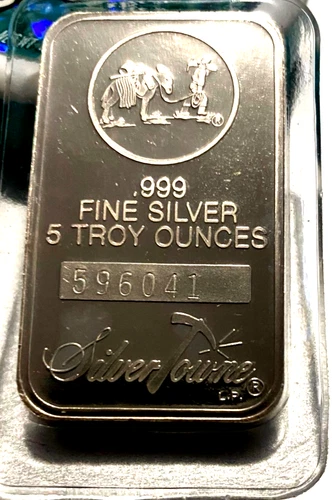 ®
.999
FINE SILVER
5 TROY OUNCES
596041
SilverTowne®
C.P.